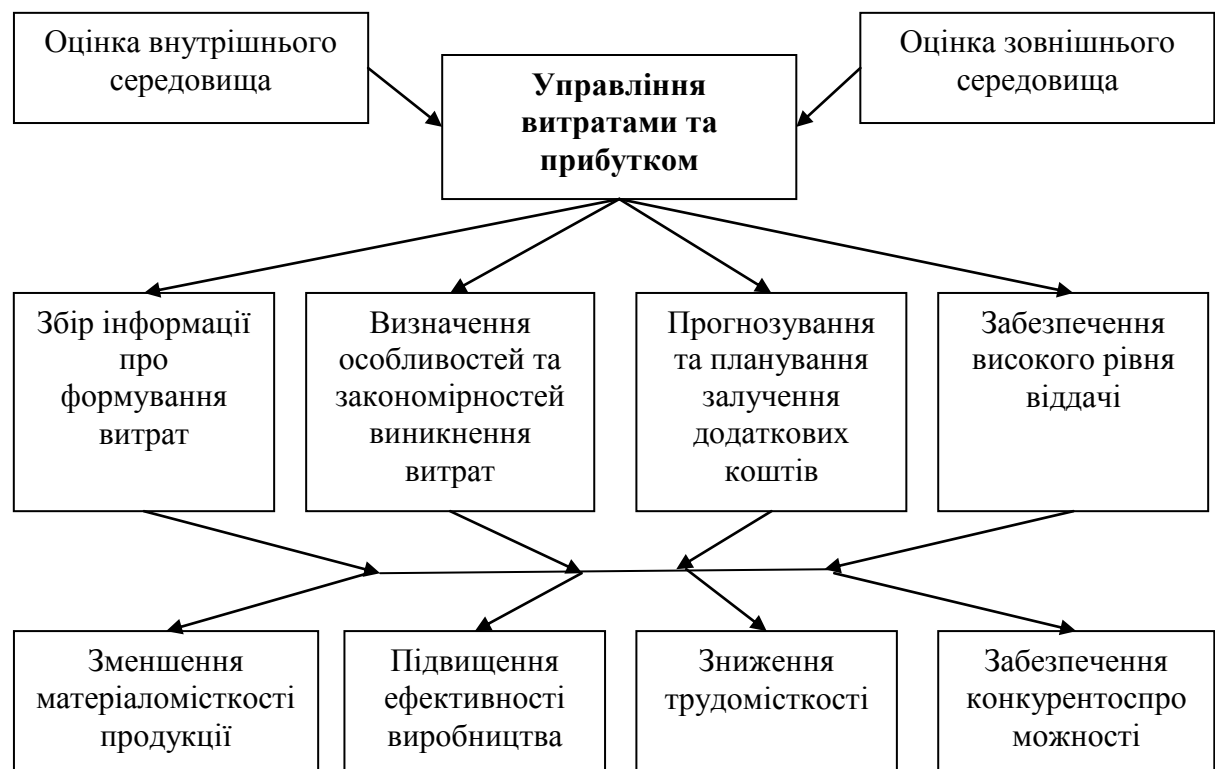 Оцінка внутрішнього
середовища
Управління
витратами та
прибутком
Оцінка зовнішнього
середовища
Збір інформації
про
формування
витрат
Визначення
особливостей та
закономірностей
виникнення
витрат
Прогнозування
та планування
залучення
додаткових
коштів
Забезпечення
високого рівня
віддачі
Зменшення
матеріаломісткості
продукції
Підвищення
ефективності
виробництва
Зниження
трудомісткості
Забезпечення
конкурентоспро
можності